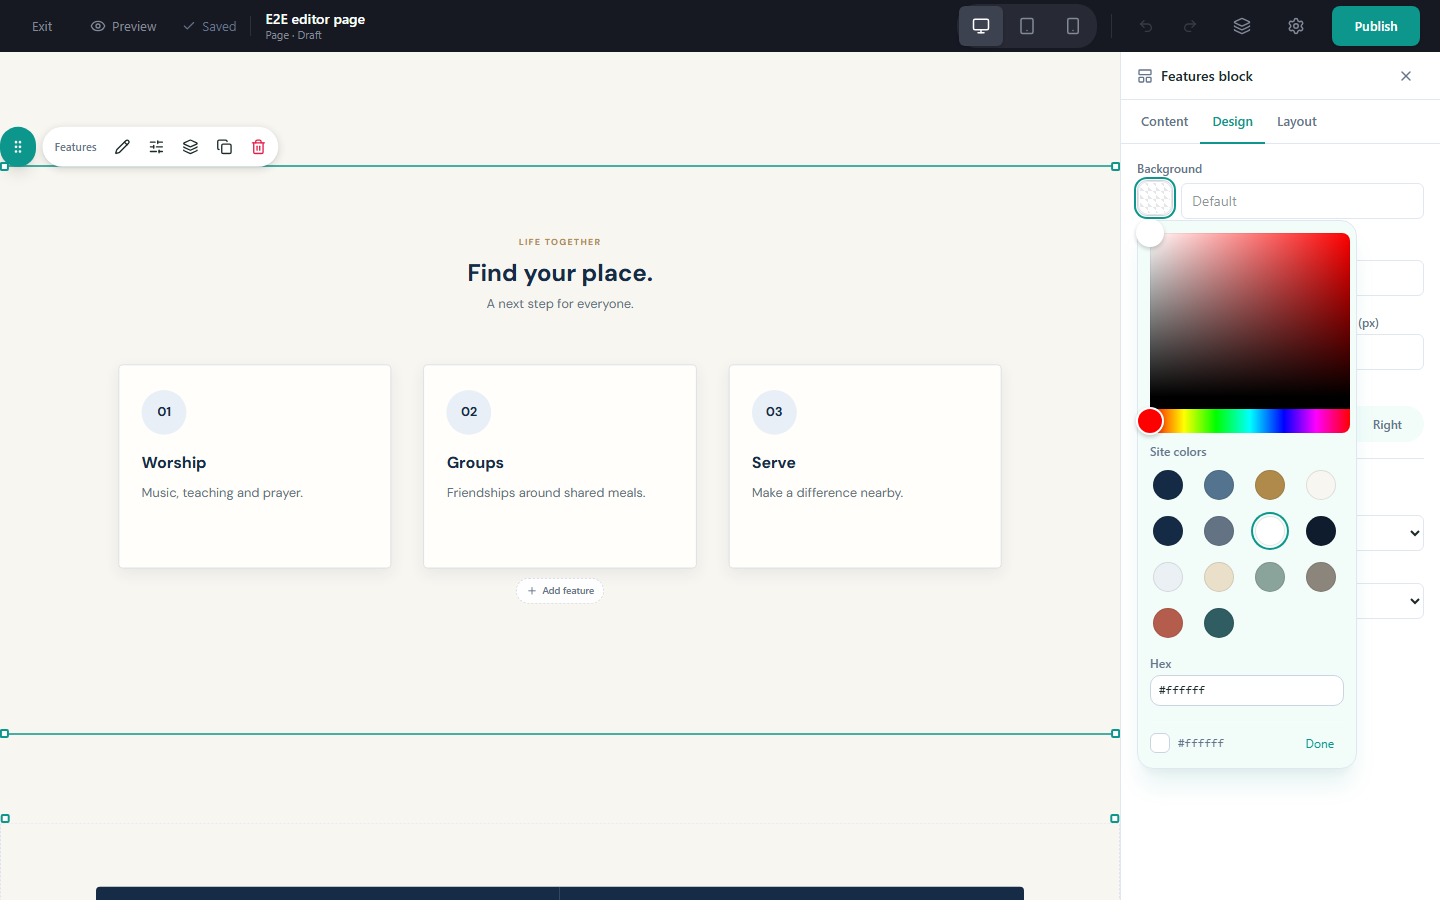 Exit
Preview
Saved
E2E editor page
Page · Draft
Publish
Features block
Content
Design
Layout
Background
Default
Features
LIFE TOGETHER
Find your place.
A next step for everyone.
(px)
01
02
03
Right
Worship
Groups
Serve
Music, teaching and prayer.
Friendships around shared meals.
Make a difference nearby.
Add feature
Site colors
Hex
#ffffff
#ffffff
Done